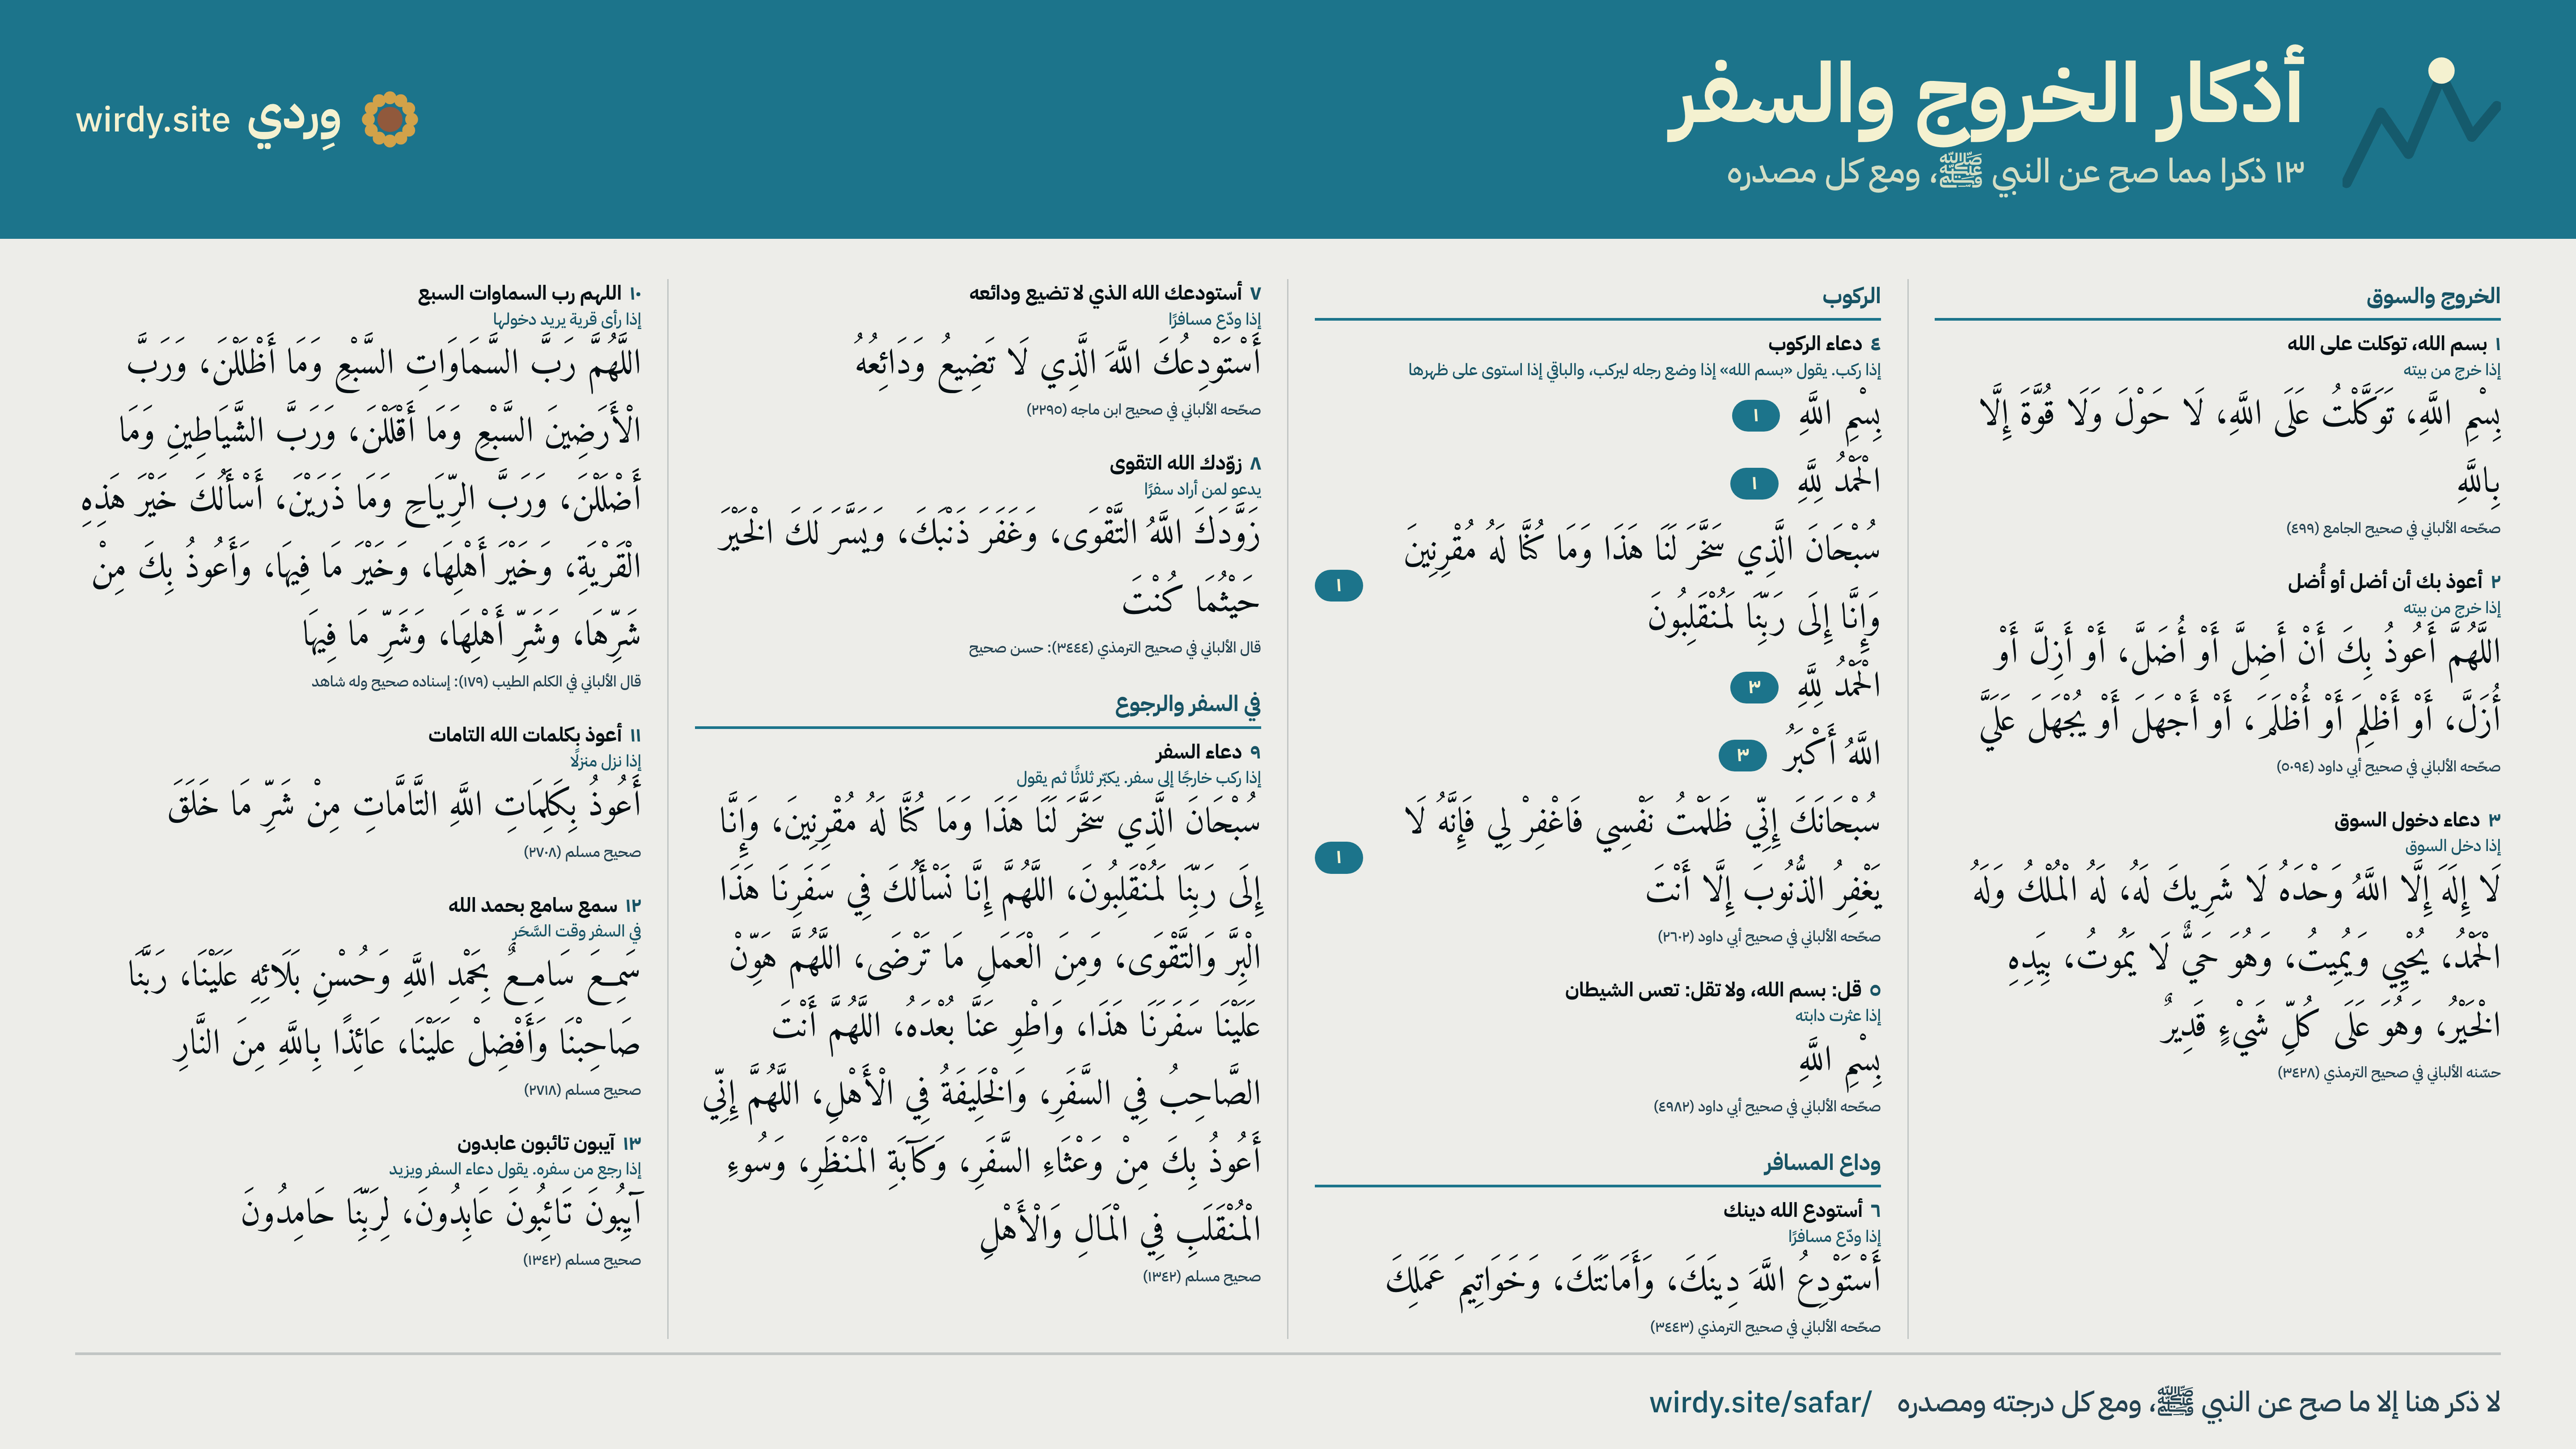 أذكار الخروج والسفر
١٣ ذكرا مما صح عن النبي ﷺ، ومع كل مصدره
وِردي wirdy.site
الخروج والسوق
١ بسم الله، توكلت على الله
إذا خرج من بيته
بِسْمِ اللَّهِ، تَوَكَّلْتُ عَلَى اللَّهِ، لَا حَوْلَ وَلَا قُوَّةَ إِلَّا
بِاللَّهِ
صحّحه الألباني في صحيح الجامع (٤٩٩)
٢ أعوذ بك أن أضل أو أُضل
إذا خرج من بيته
اللَّهُمَّ أَعُوذُ بِكَ أَنْ أَضِلَّ أَوْ أُضَلَّ، أَوْ أَزِلَّ أَوْ
أُزَلَّ، أَوْ أَظْلِمَ أَوْ أُظْلَمَ، أَوْ أَجْهَلَ أَوْ يُجْهَلَ عَلَيَّ
صحّحه الألباني في صحيح أبي داود (٥٠٩٤)
٣ دعاء دخول السوق
إذا دخل السوق
لَا إِلَهَ إِلَّا اللَّهُ وَحْدَهُ لَا شَرِيكَ لَهُ، لَهُ الْمُلْكُ وَلَهُ
الْحَمْدُ، يُحْيِي وَيُمِيتُ، وَهُوَ حَيٌّ لَا يَمُوتُ، بِيَدِهِ
الْخَيْرُ، وَهُوَ عَلَى كُلِّ شَيْءٍ قَدِيرٌ
حسّنه الألباني في صحيح الترمذي (٣٤٢٨)
الركوب
٤ دعاء الركوب
إذا ركب. يقول «بسم الله» إذا وضع رجله ليركب، والباقي إذا استوى على ظهرها
بِسْمِ اللَّهِ ١
الْحَمْدُ لِلَّهِ ١
سُبْحَانَ الَّذِي سَخَّرَ لَنَا هَذَا وَمَا كُنَّا لَهُ مُقْرِنِينَ
وَإِنَّا إِلَى رَبِّنَا لَمُنْقَلِبُونَ ١
الْحَمْدُ لِلَّهِ ٣
اللَّهُ أَكْبَرُ ٣
سُبْحَانَكَ إِنِّي ظَلَمْتُ نَفْسِي فَاغْفِرْ لِي فَإِنَّهُ لَا
يَغْفِرُ الذُّنُوبَ إِلَّا أَنْتَ ١
صحّحه الألباني في صحيح أبي داود (٢٦٠٢)
٥ قل: بسم الله، ولا تقل: تعس الشيطان
إذا عثرت دابته
بِسْمِ اللَّهِ
صحّحه الألباني في صحيح أبي داود (٤٩٨٢)
وداع المسافر
٦ أستودع الله دينك
إذا ودّع مسافرًا
أَسْتَوْدِعُ اللَّهَ دِينَكَ، وَأَمَانَتَكَ، وَخَوَاتِيمَ عَمَلِكَ
صحّحه الألباني في صحيح الترمذي (٣٤٤٣)
٧ أستودعك الله الذي لا تضيع ودائعه
إذا ودّع مسافرًا
أَسْتَوْدِعُكَ اللَّهَ الَّذِي لَا تَضِيعُ وَدَائِعُهُ
صحّحه الألباني في صحيح ابن ماجه (٢٢٩٥)
٨ زوّدك الله التقوى
يدعو لمن أراد سفرًا
زَوَّدَكَ اللَّهُ التَّقْوَى، وَغَفَرَ ذَنْبَكَ، وَيَسَّرَ لَكَ الْخَيْرَ
حَيْثُمَا كُنْتَ
قال الألباني في صحيح الترمذي (٣٤٤٤): حسن صحيح
في السفر والرجوع
٩ دعاء السفر
إذا ركب خارجًا إلى سفر. يكبّر ثلاثًا ثم يقول
سُبْحَانَ الَّذِي سَخَّرَ لَنَا هَذَا وَمَا كُنَّا لَهُ مُقْرِنِينَ، وَإِنَّا
إِلَى رَبِّنَا لَمُنْقَلِبُونَ، اللَّهُمَّ إِنَّا نَسْأَلُكَ فِي سَفَرِنَا هَذَا
الْبِرَّ وَالتَّقْوَى، وَمِنَ الْعَمَلِ مَا تَرْضَى، اللَّهُمَّ هَوِّنْ
عَلَيْنَا سَفَرَنَا هَذَا، وَاطْوِ عَنَّا بُعْدَهُ، اللَّهُمَّ أَنْتَ
الصَّاحِبُ فِي السَّفَرِ، وَالْخَلِيفَةُ فِي الْأَهْلِ، اللَّهُمَّ إِنِّي
أَعُوذُ بِكَ مِنْ وَعْثَاءِ السَّفَرِ، وَكَآبَةِ الْمَنْظَرِ، وَسُوءِ
الْمُنْقَلَبِ فِي الْمَالِ وَالْأَهْلِ
صحيح مسلم (١٣٤٢)
١٠ اللهم رب السماوات السبع
إذا رأى قرية يريد دخولها
اللَّهُمَّ رَبَّ السَّمَاوَاتِ السَّبْعِ وَمَا أَظْلَلْنَ، وَرَبَّ
الْأَرَضِينَ السَّبْعِ وَمَا أَقْلَلْنَ، وَرَبَّ الشَّيَاطِينِ وَمَا
أَضْلَلْنَ، وَرَبَّ الرِّيَاحِ وَمَا ذَرَيْنَ، أَسْأَلُكَ خَيْرَ هَذِهِ
الْقَرْيَةِ، وَخَيْرَ أَهْلِهَا، وَخَيْرَ مَا فِيهَا، وَأَعُوذُ بِكَ مِنْ
شَرِّهَا، وَشَرِّ أَهْلِهَا، وَشَرِّ مَا فِيهَا
قال الألباني في الكلم الطيب (١٧٩): إسناده صحيح وله شاهد
١١ أعوذ بكلمات الله التامات
إذا نزل منزلًا
أَعُوذُ بِكَلِمَاتِ اللَّهِ التَّامَّاتِ مِنْ شَرِّ مَا خَلَقَ
صحيح مسلم (٢٧٠٨)
١٢ سمع سامع بحمد الله
في السفر وقت السَّحَر
سَمِعَ سَامِعٌ بِحَمْدِ اللَّهِ وَحُسْنِ بَلَائِهِ عَلَيْنَا، رَبَّنَا
صَاحِبْنَا وَأَفْضِلْ عَلَيْنَا، عَائِذًا بِاللَّهِ مِنَ النَّارِ
صحيح مسلم (٢٧١٨)
١٣ آيبون تائبون عابدون
إذا رجع من سفره. يقول دعاء السفر ويزيد
آيِبُونَ تَائِبُونَ عَابِدُونَ، لِرَبِّنَا حَامِدُونَ
صحيح مسلم (١٣٤٢)
لا ذكر هنا إلا ما صح عن النبي ﷺ، ومع كل درجته ومصدره wirdy.site/safar/